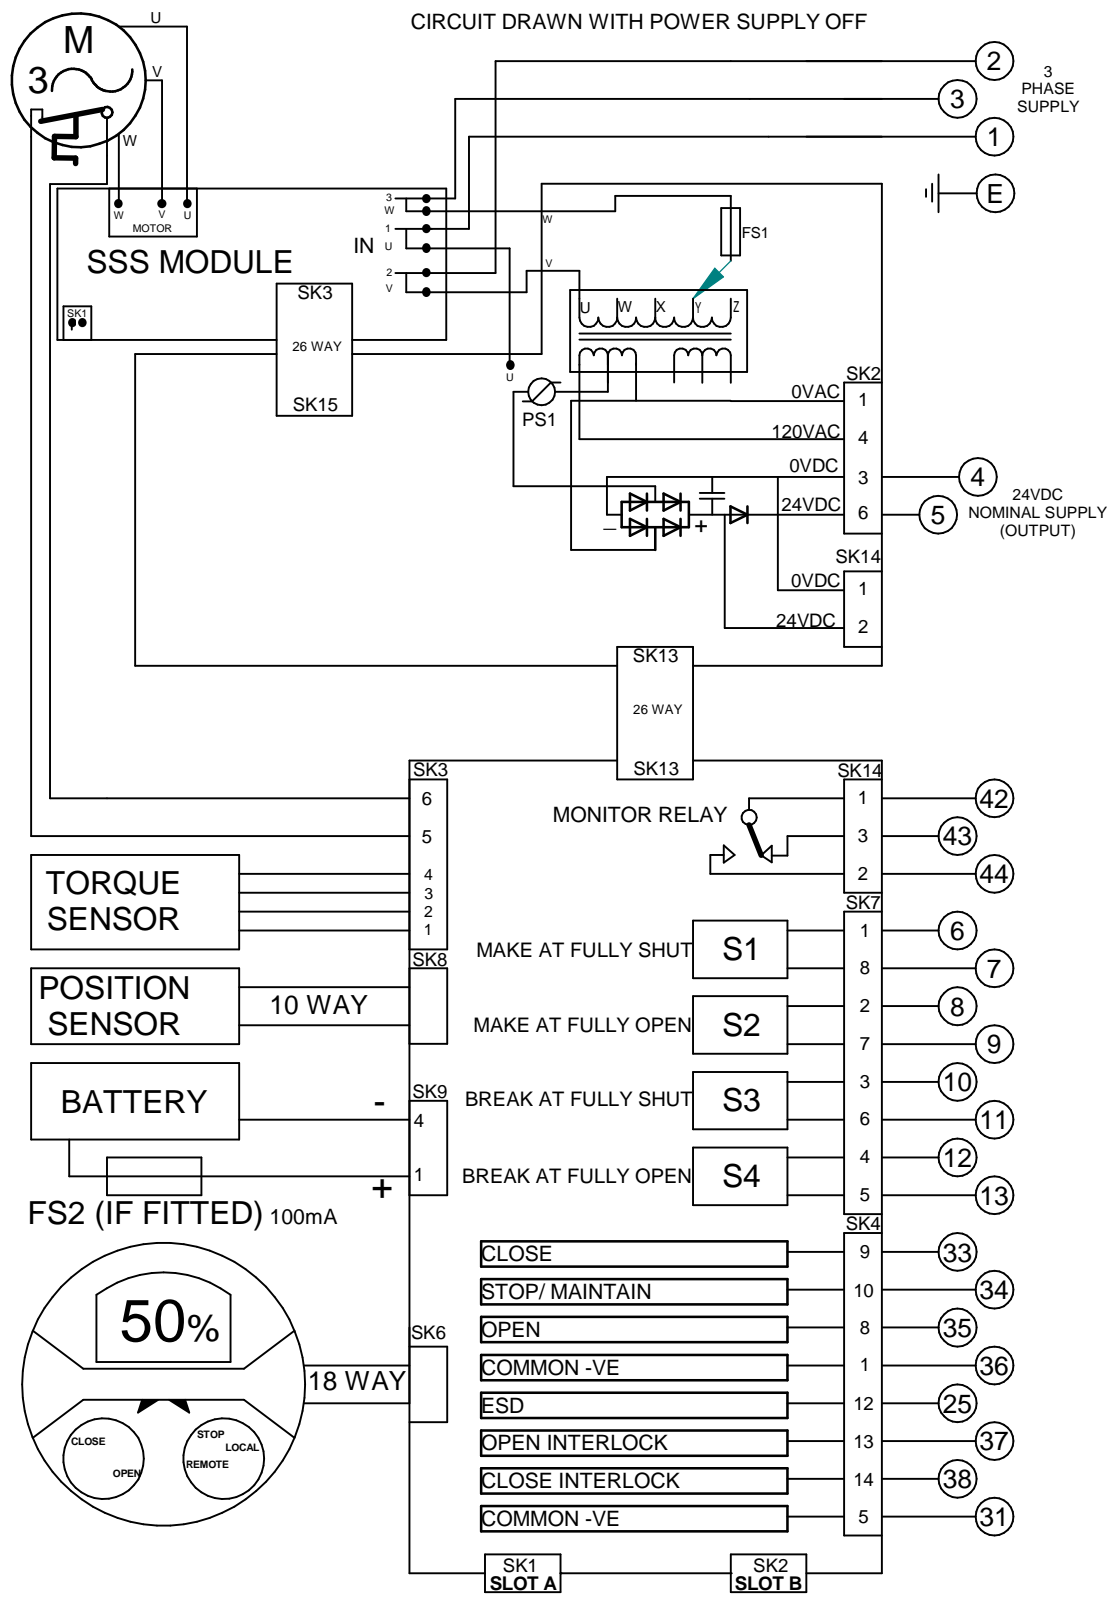 CIRCUIT DRAWN WITH POWER SUPPLY OFF
U
M
3
V
W
2
3
1
3
PHASE
SUPPLY
E
W V U
MOTOR
SSS MODULE
IN
3
W
1
U
2
V
W
V
U
FS1
U W X Y Z
SK1
SK3
26 WAY
SK15
PS1
SK2
0VAC 1
120VAC 4
0VDC 3 4
24VDC 6 5
24VDC
NOMINAL SUPPLY
(OUTPUT)
– +
SK14
0VDC 1
24VDC 2
SK13
26 WAY
SK13
SK3
6
5
4
3
2
1
TORQUE
SENSOR
SK8
POSITION
SENSOR
10 WAY
BATTERY
-
SK9
4
1
+
FS2 (IF FITTED) 100mA
50%
CLOSE
OPEN
STOP
LOCAL
REMOTE
SK6
18 WAY
SK14
MONITOR RELAY
1 42
3 43
2 44
SK7
MAKE AT FULLY SHUT S1
1 6
8 7
MAKE AT FULLY OPEN S2
2 8
7 9
BREAK AT FULLY SHUT S3
3 10
6 11
BREAK AT FULLY OPEN S4
4 12
5 13
SK4
CLOSE 9 33
STOP/ MAINTAIN 10 34
OPEN 8 35
COMMON -VE 1 36
ESD 12 25
OPEN INTERLOCK 13 37
CLOSE INTERLOCK 14 38
COMMON -VE 5 31
SK1
SLOT A
SK2
SLOT B